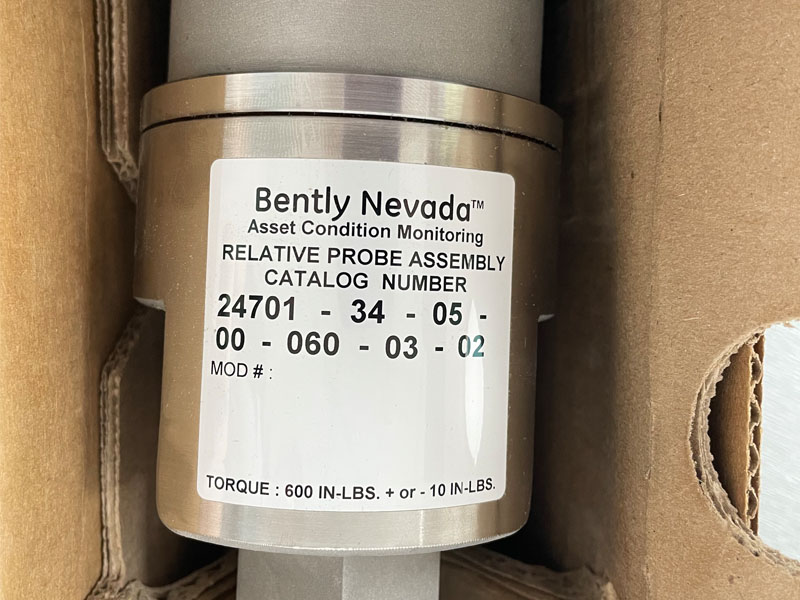 Bently Nevada™
Asset Condition Monitoring
RELATIVE PROBE ASSEMBLY
CATALOG NUMBER
24701 - 34 - 05 -
00 - 060 - 03 - 02
MOD # :
TORQUE : 600 IN-LBS. + or - 10 IN-LBS.